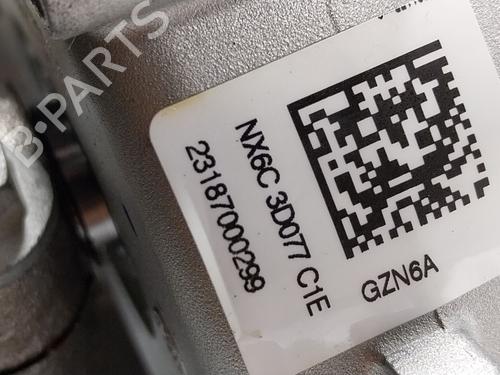 B-PARTS
NX6C 3D077 C1E
23187000299
GZN6A